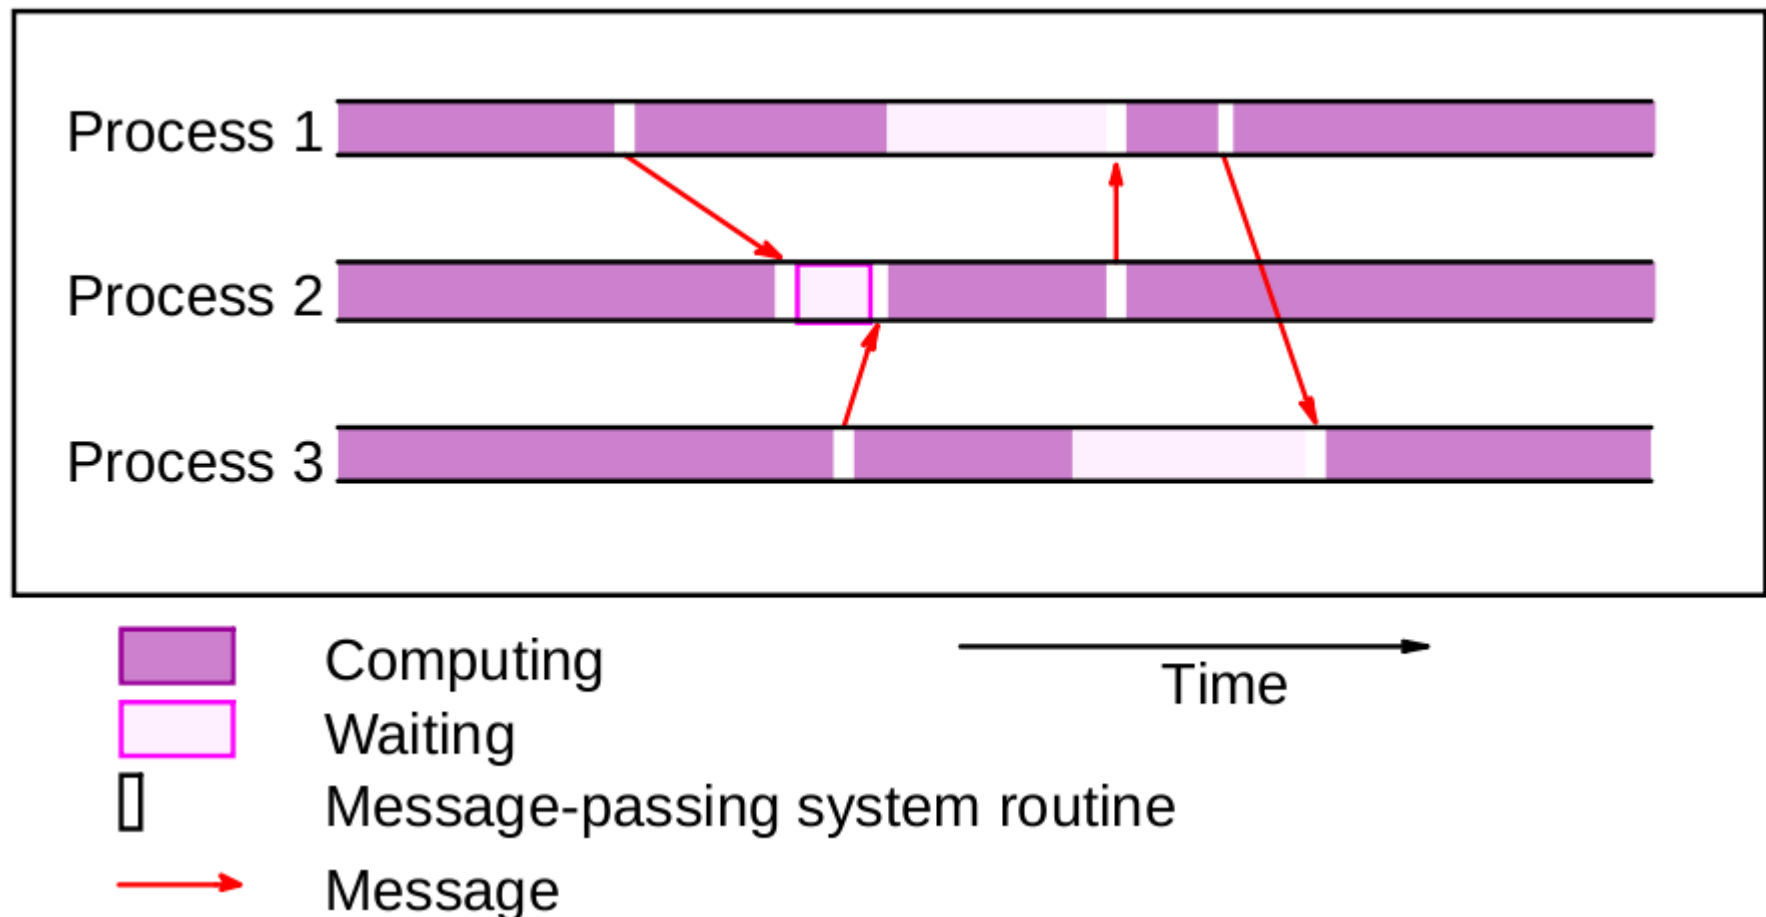 Process 1
Process 2
Process 3
Computing
Time
Waiting
Message-passing system routine
Message